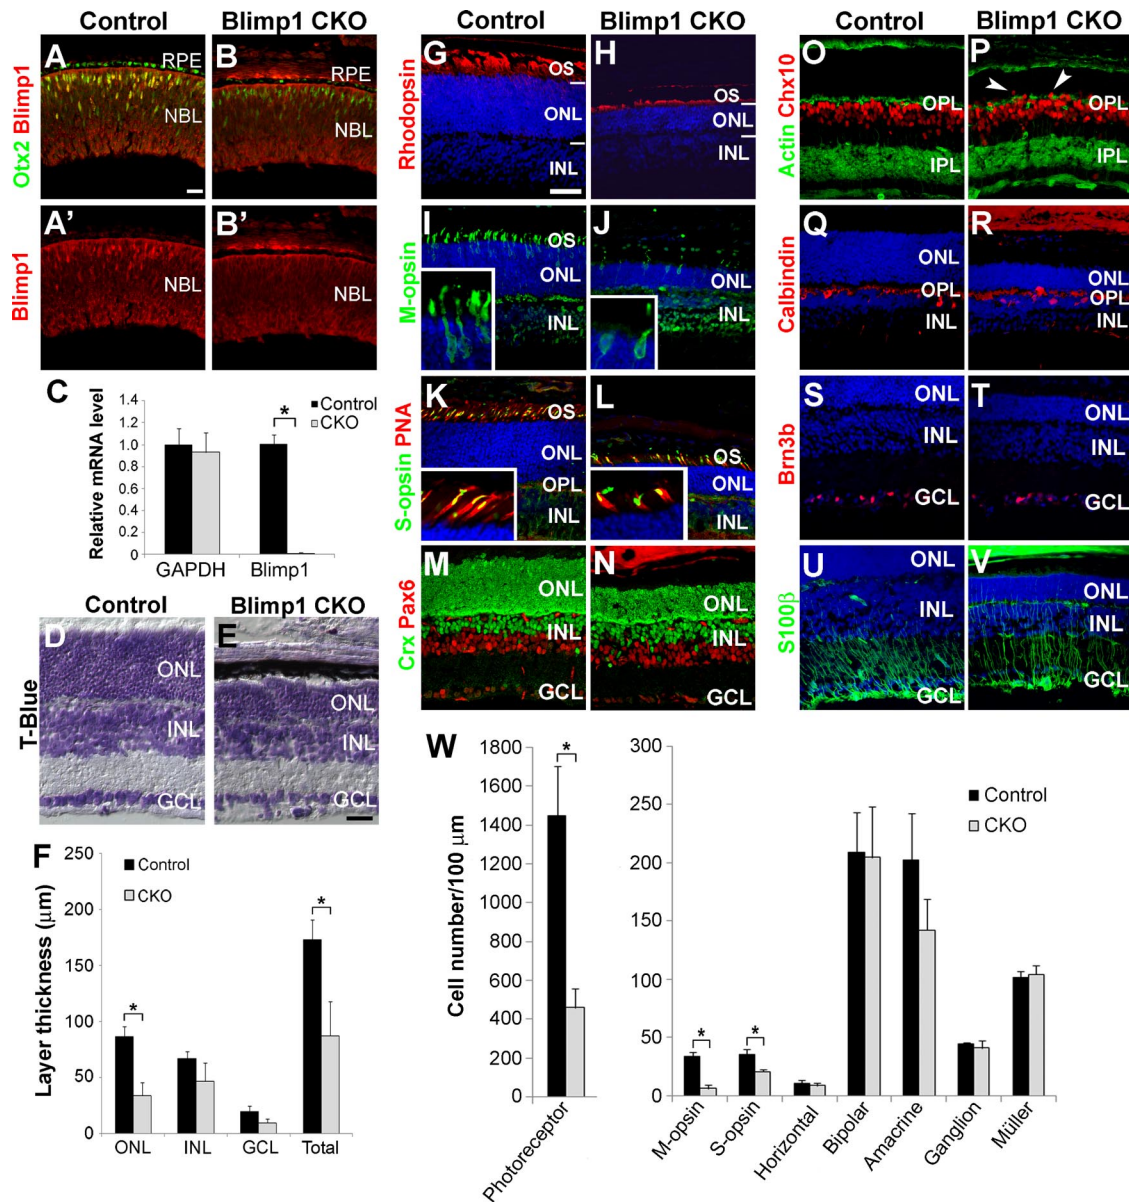 Control Blimp1 CKO
Otx2 Blimp1
A RPE NBL
B RPE NBL
Blimp1
A' NBL
B' NBL
C
Relative mRNA level
1.4
1.2
1.0
0.8
0.6
0.4
0.2
0
*
Control
CKO
GAPDH Blimp1
Control Blimp1 CKO
T-Blue
D ONL INL GCL
E ONL INL GCL
F
Layer thickness (μm)
250
200
150
100
50
0
Control
CKO
* *
ONL INL GCL Total
Control Blimp1 CKO
Rhodopsin
G OS ONL INL
H OS ONL INL
M-opsin
I OS ONL INL
J ONL INL
S-opsin PNA
K OS ONL OPL INL
L OS ONL INL
Crx Pax6
M ONL INL GCL
N ONL INL GCL
Control Blimp1 CKO
Actin Chx10
O OPL IPL
P OPL IPL
Calbindin
Q ONL OPL INL
R ONL OPL INL
Brn3b
S ONL INL GCL
T ONL INL GCL
S100β
U ONL INL GCL
V ONL INL GCL
W
Cell number/100 μm
1800
1600
1400
1200
1000
800
600
400
200
0
*
Photoreceptor
300
250
200
150
100
50
0
Control
CKO
* *
M-opsin
S-opsin
Horizontal
Bipolar
Amacrine
Ganglion
Müller